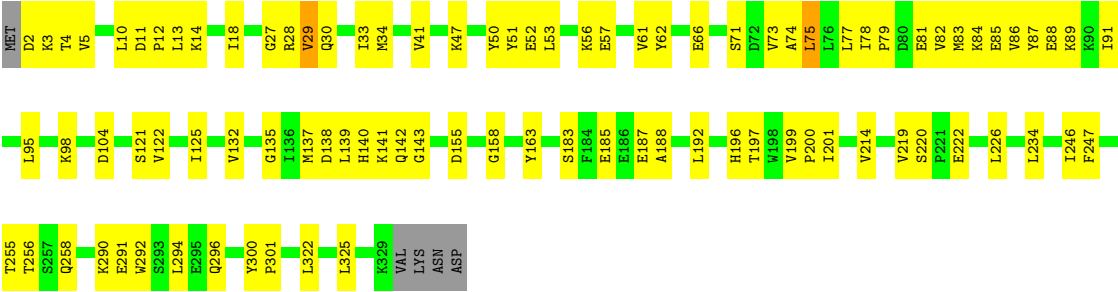 MET D2 K3 T4 V5 L10 D11 P12 L13 K14 I18 G27 R28 V29 Q30 I33 M34 V41 K47 Y50 Y51 E52 L53 K56 E57 V61 Y62 E66 S71 D72 V73 A74 L75 L76 L77 I78 P79 D80 E81 V82 M83 K84 E85 V86 Y87 E88 K89 K90 I91
L95 K98 D104 S121 V122 I125 V132 G135 I136 M137 D138 L139 H140 K141 Q142 G143 D155 G158 Y163 S183 F184 E185 E186 E187 A188 L192 H196 T197 W198 V199 P200 I201 V214 V219 S220 P221 E222 L226 L234 I246 F247
T255 T256 S257 Q258 K290 E291 W292 S293 L294 E295 Q296 Y300 P301 L322 L325 K329 VAL LYS ASN ASP